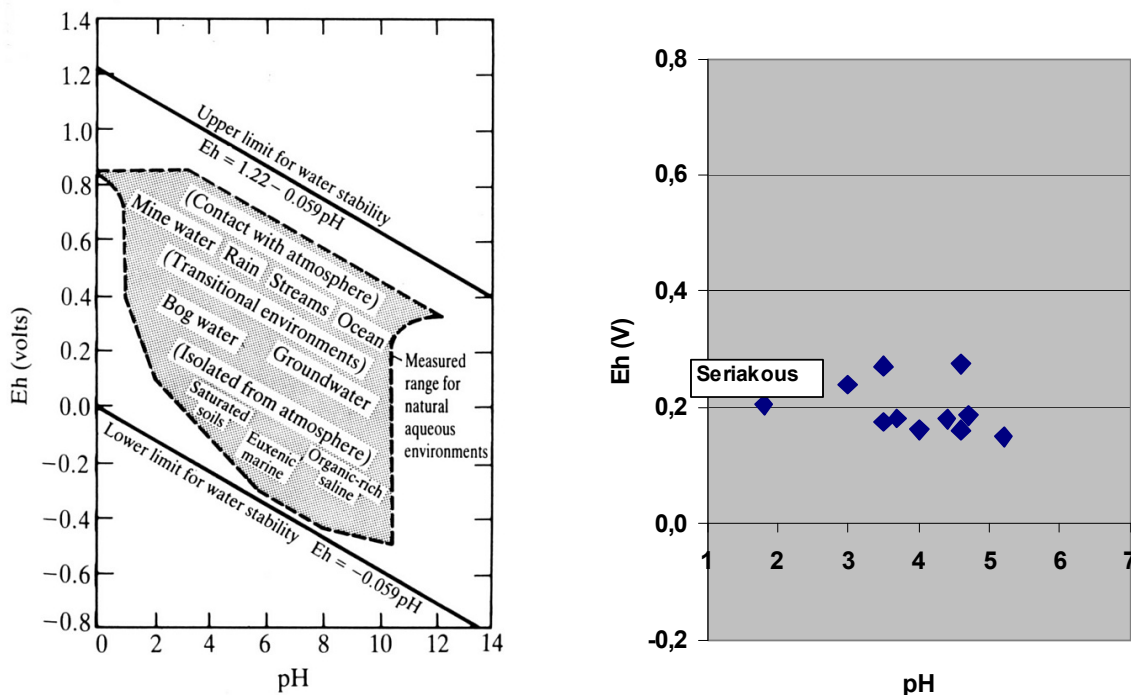 1.4
1.2
1.0
0.8
0.6
0.4
0.2
0.0
−0.2
−0.4
−0.6
−0.8
Eh (volts)
0 2 4 6 8 10 12 14
pH
Upper limit for water stability
Eh = 1.22 − 0.059 pH
(Contact with atmosphere)
Mine water Rain Streams Ocean
(Transitional environments)
Bog water Groundwater
(Isolated from atmosphere)
Saturated
soils
Euxenic
marine
Organic-rich
saline
Measured
range for
natural
aqueous
environments
Lower limit for water stability Eh = −0.059 pH
0,8
0,6
0,4
0,2
0,0
-0,2
Eh (V)
Seriakous
1 2 3 4 5 6 7
pH